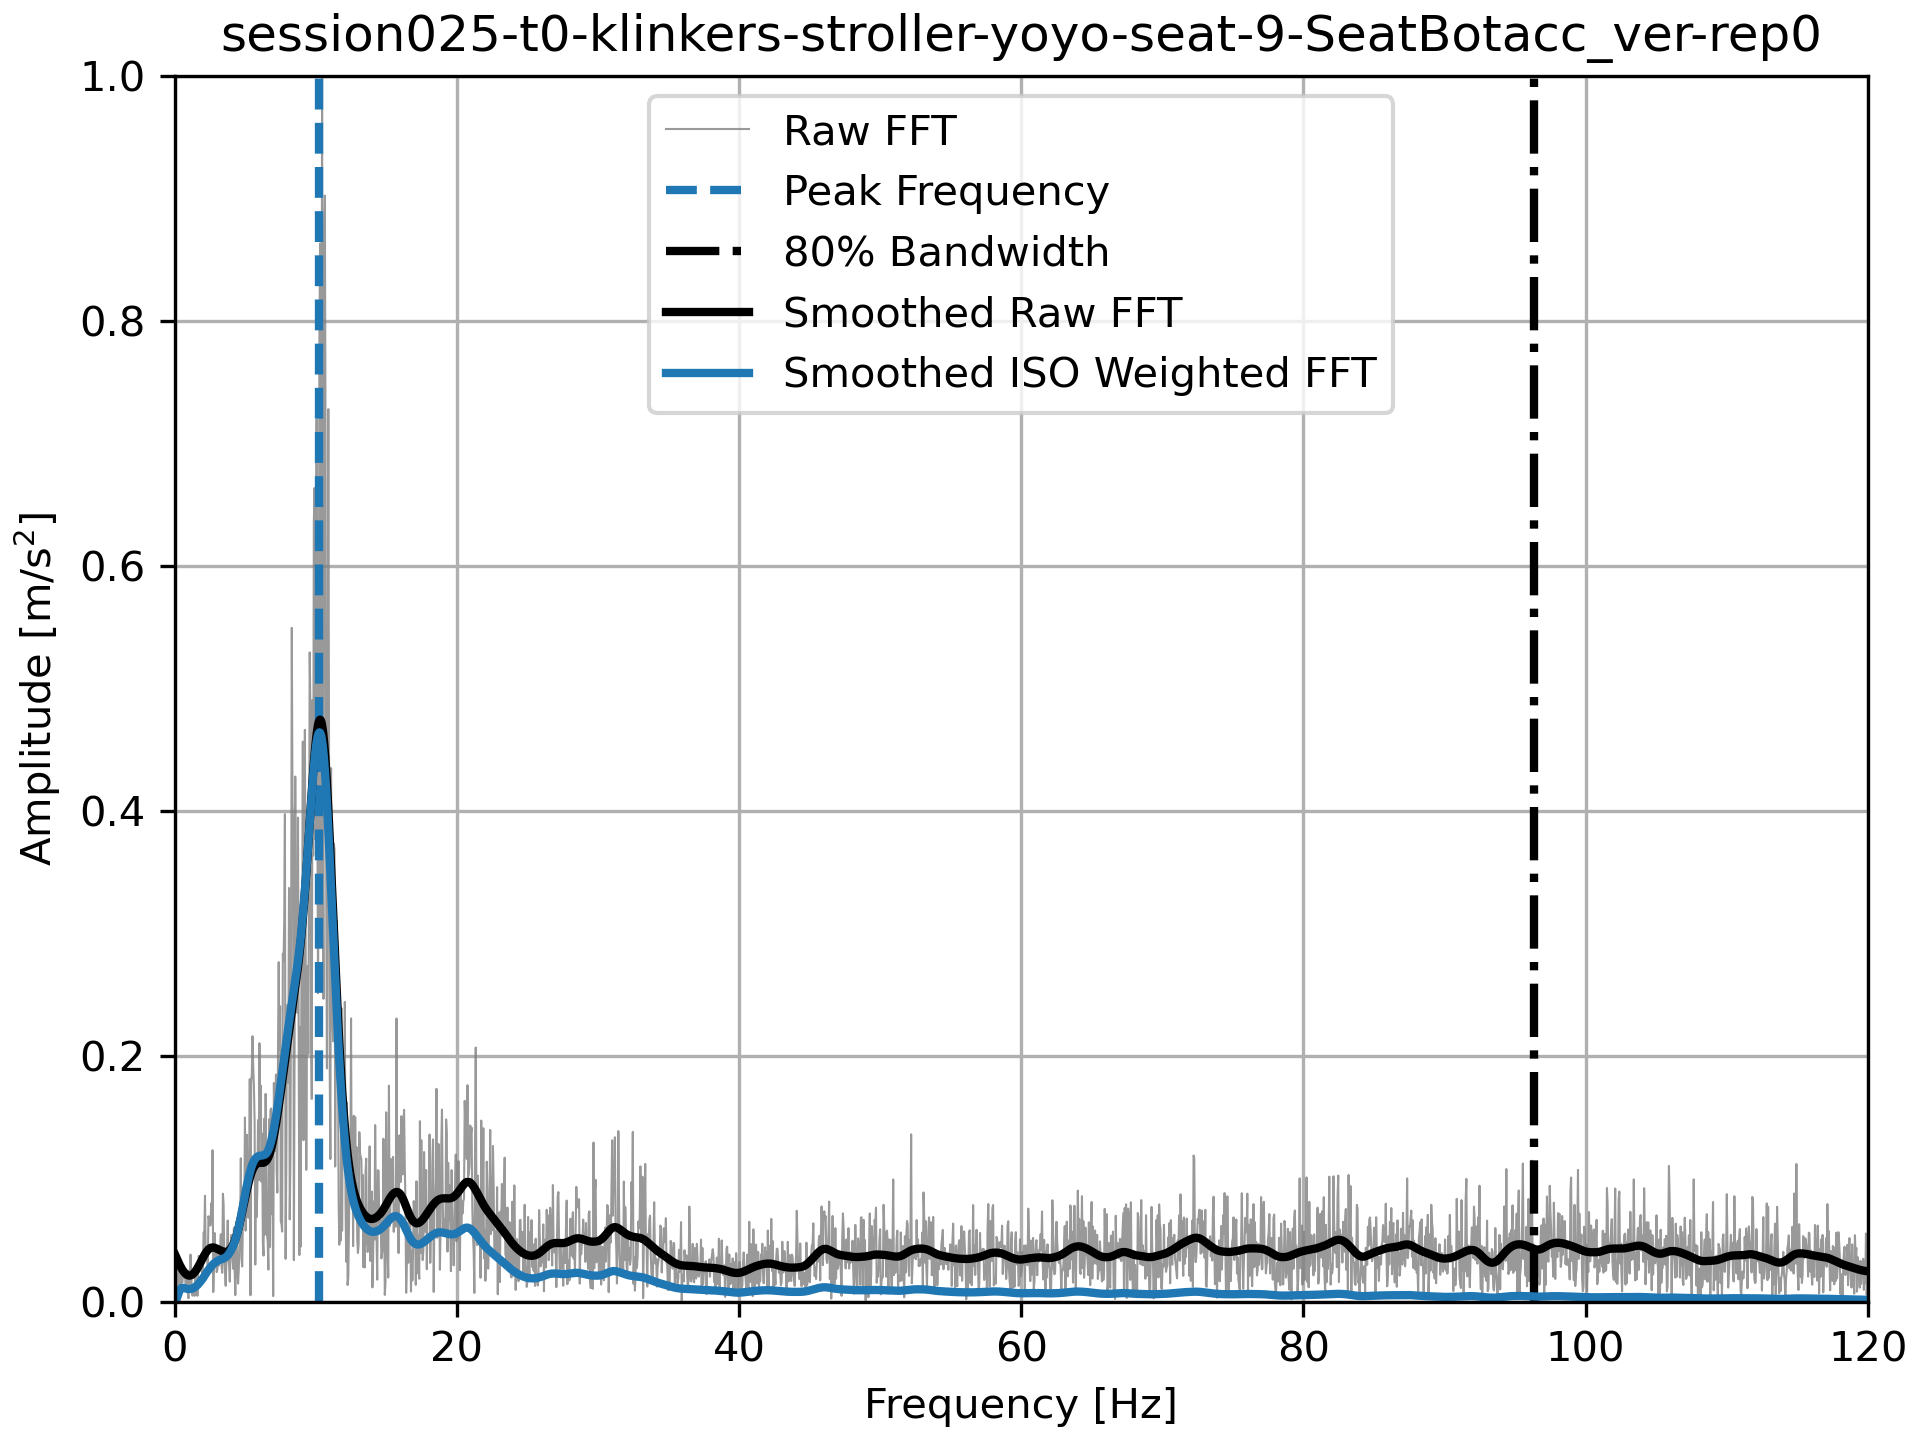 session025-t0-klinkers-stroller-yoyo-seat-9-SeatBotacc_ver-rep0
1.0
0.8
0.6
0.4
0.2
0.0
Amplitude [m/s²]
Raw FFT
Peak Frequency
80% Bandwidth
Smoothed Raw FFT
Smoothed ISO Weighted FFT
0 20 40 60 80 100 120
Frequency [Hz]